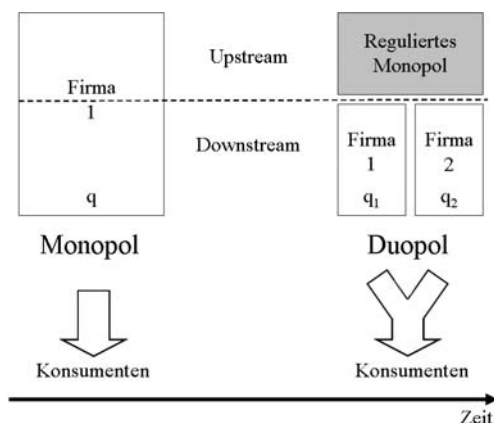 Firma
1
q
Monopol
Konsumenten
Upstream
Downstream
Reguliertes
Monopol
Firma
1
q₁
Firma
2
q₂
Duopol
Konsumenten
Zeit